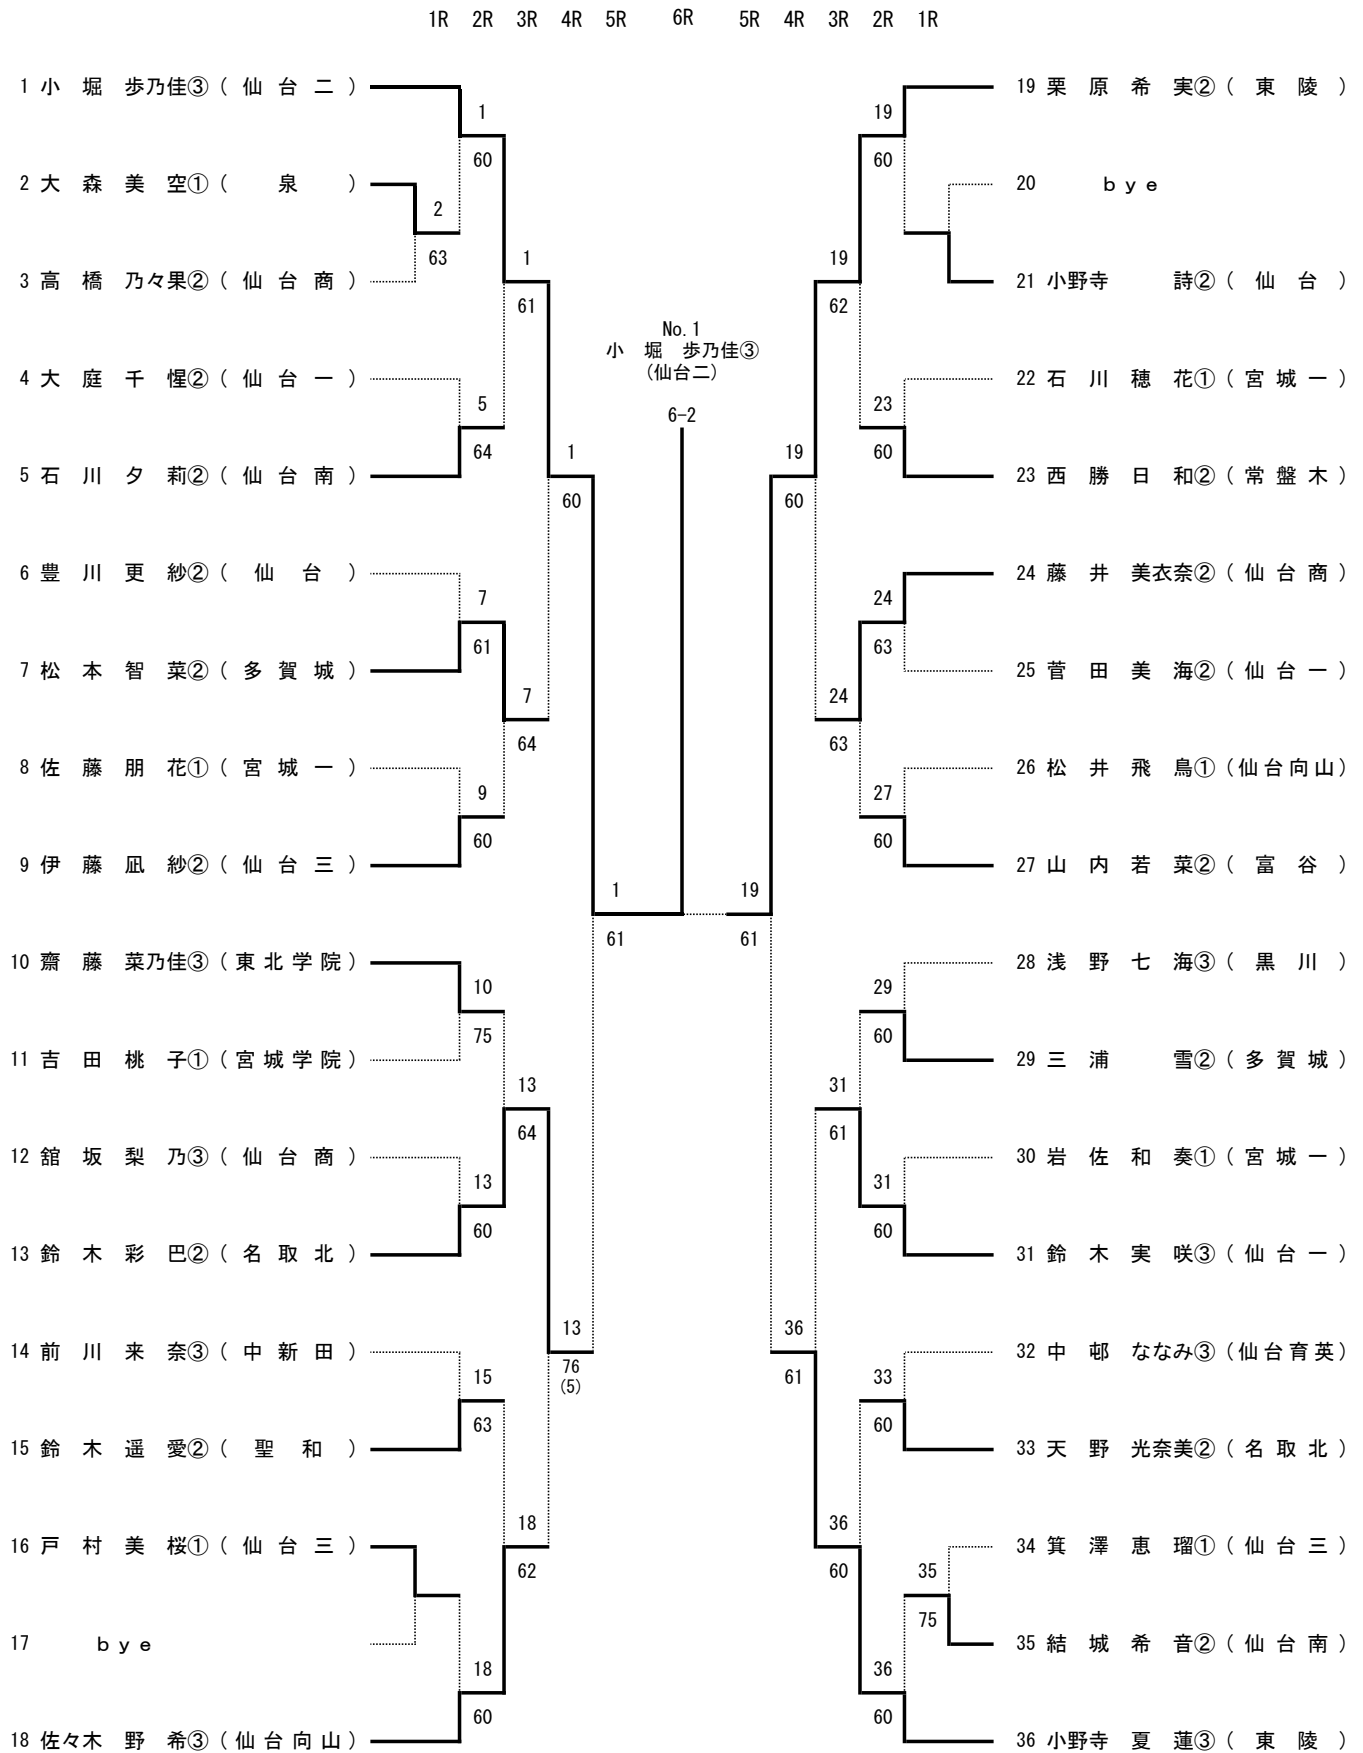 1R 2R 3R 4R 5R 6R 5R 4R 3R 2R 1R
1 小 堀 歩乃佳③ ( 仙 台 二 )
19 栗 原 希 実② ( 東 陵 )
1
19
60
60
2 大 森 美 空① ( 泉 )
20 bye
2
63
1
19
3 高 橋 乃々果② ( 仙 台 商 )
21 小野寺 詩② ( 仙 台 )
61
62
No.1
小 堀 歩乃佳③
(仙台二)
4 大 庭 千 惺② ( 仙 台 一 )
22 石 川 穂 花① ( 宮 城 一 )
5
6-2
23
64
1
19
60
5 石 川 夕 莉② ( 仙 台 南 )
23 西 勝 日 和② ( 常 盤 木 )
60
60
6 豊 川 更 紗② ( 仙 台 )
24 藤 井 美衣奈② ( 仙 台 商 )
7
24
61
63
7 松 本 智 菜② ( 多 賀 城 )
25 菅 田 美 海② ( 仙 台 一 )
7
24
64
63
8 佐 藤 朋 花① ( 宮 城 一 )
26 松 井 飛 鳥① (仙台向山)
9
27
60
60
9 伊 藤 凪 紗② ( 仙 台 三 )
27 山 内 若 菜② ( 富 谷 )
1
19
61
61
10 齋 藤 菜乃佳③ ( 東 北 学 院 )
28 浅 野 七 海③ ( 黒 川 )
10
29
75
60
11 吉 田 桃 子① ( 宮 城 学 院 )
29 三 浦 雪② ( 多 賀 城 )
13
31
64
61
12 舘 坂 梨 乃③ ( 仙 台 商 )
30 岩 佐 和 奏① ( 宮 城 一 )
13
31
60
60
13 鈴 木 彩 巴② ( 名 取 北 )
31 鈴 木 実 咲③ ( 仙 台 一 )
13
36
14 前 川 来 奈③ ( 中 新 田 )
32 中 邨 ななみ③ (仙台育英)
76
(5)
61
15
33
63
60
15 鈴 木 遥 愛② ( 聖 和 )
33 天 野 光奈美② ( 名 取 北 )
18
36
16 戸 村 美 桜① ( 仙 台 三 )
34 箕 澤 恵 瑠① ( 仙 台 三 )
62
60
35
75
17 bye
35 結 城 希 音② ( 仙 台 南 )
18
36
60
60
18 佐々木 野 希③ ( 仙 台 向 山 )
36 小野寺 夏 蓮③ ( 東 陵 )